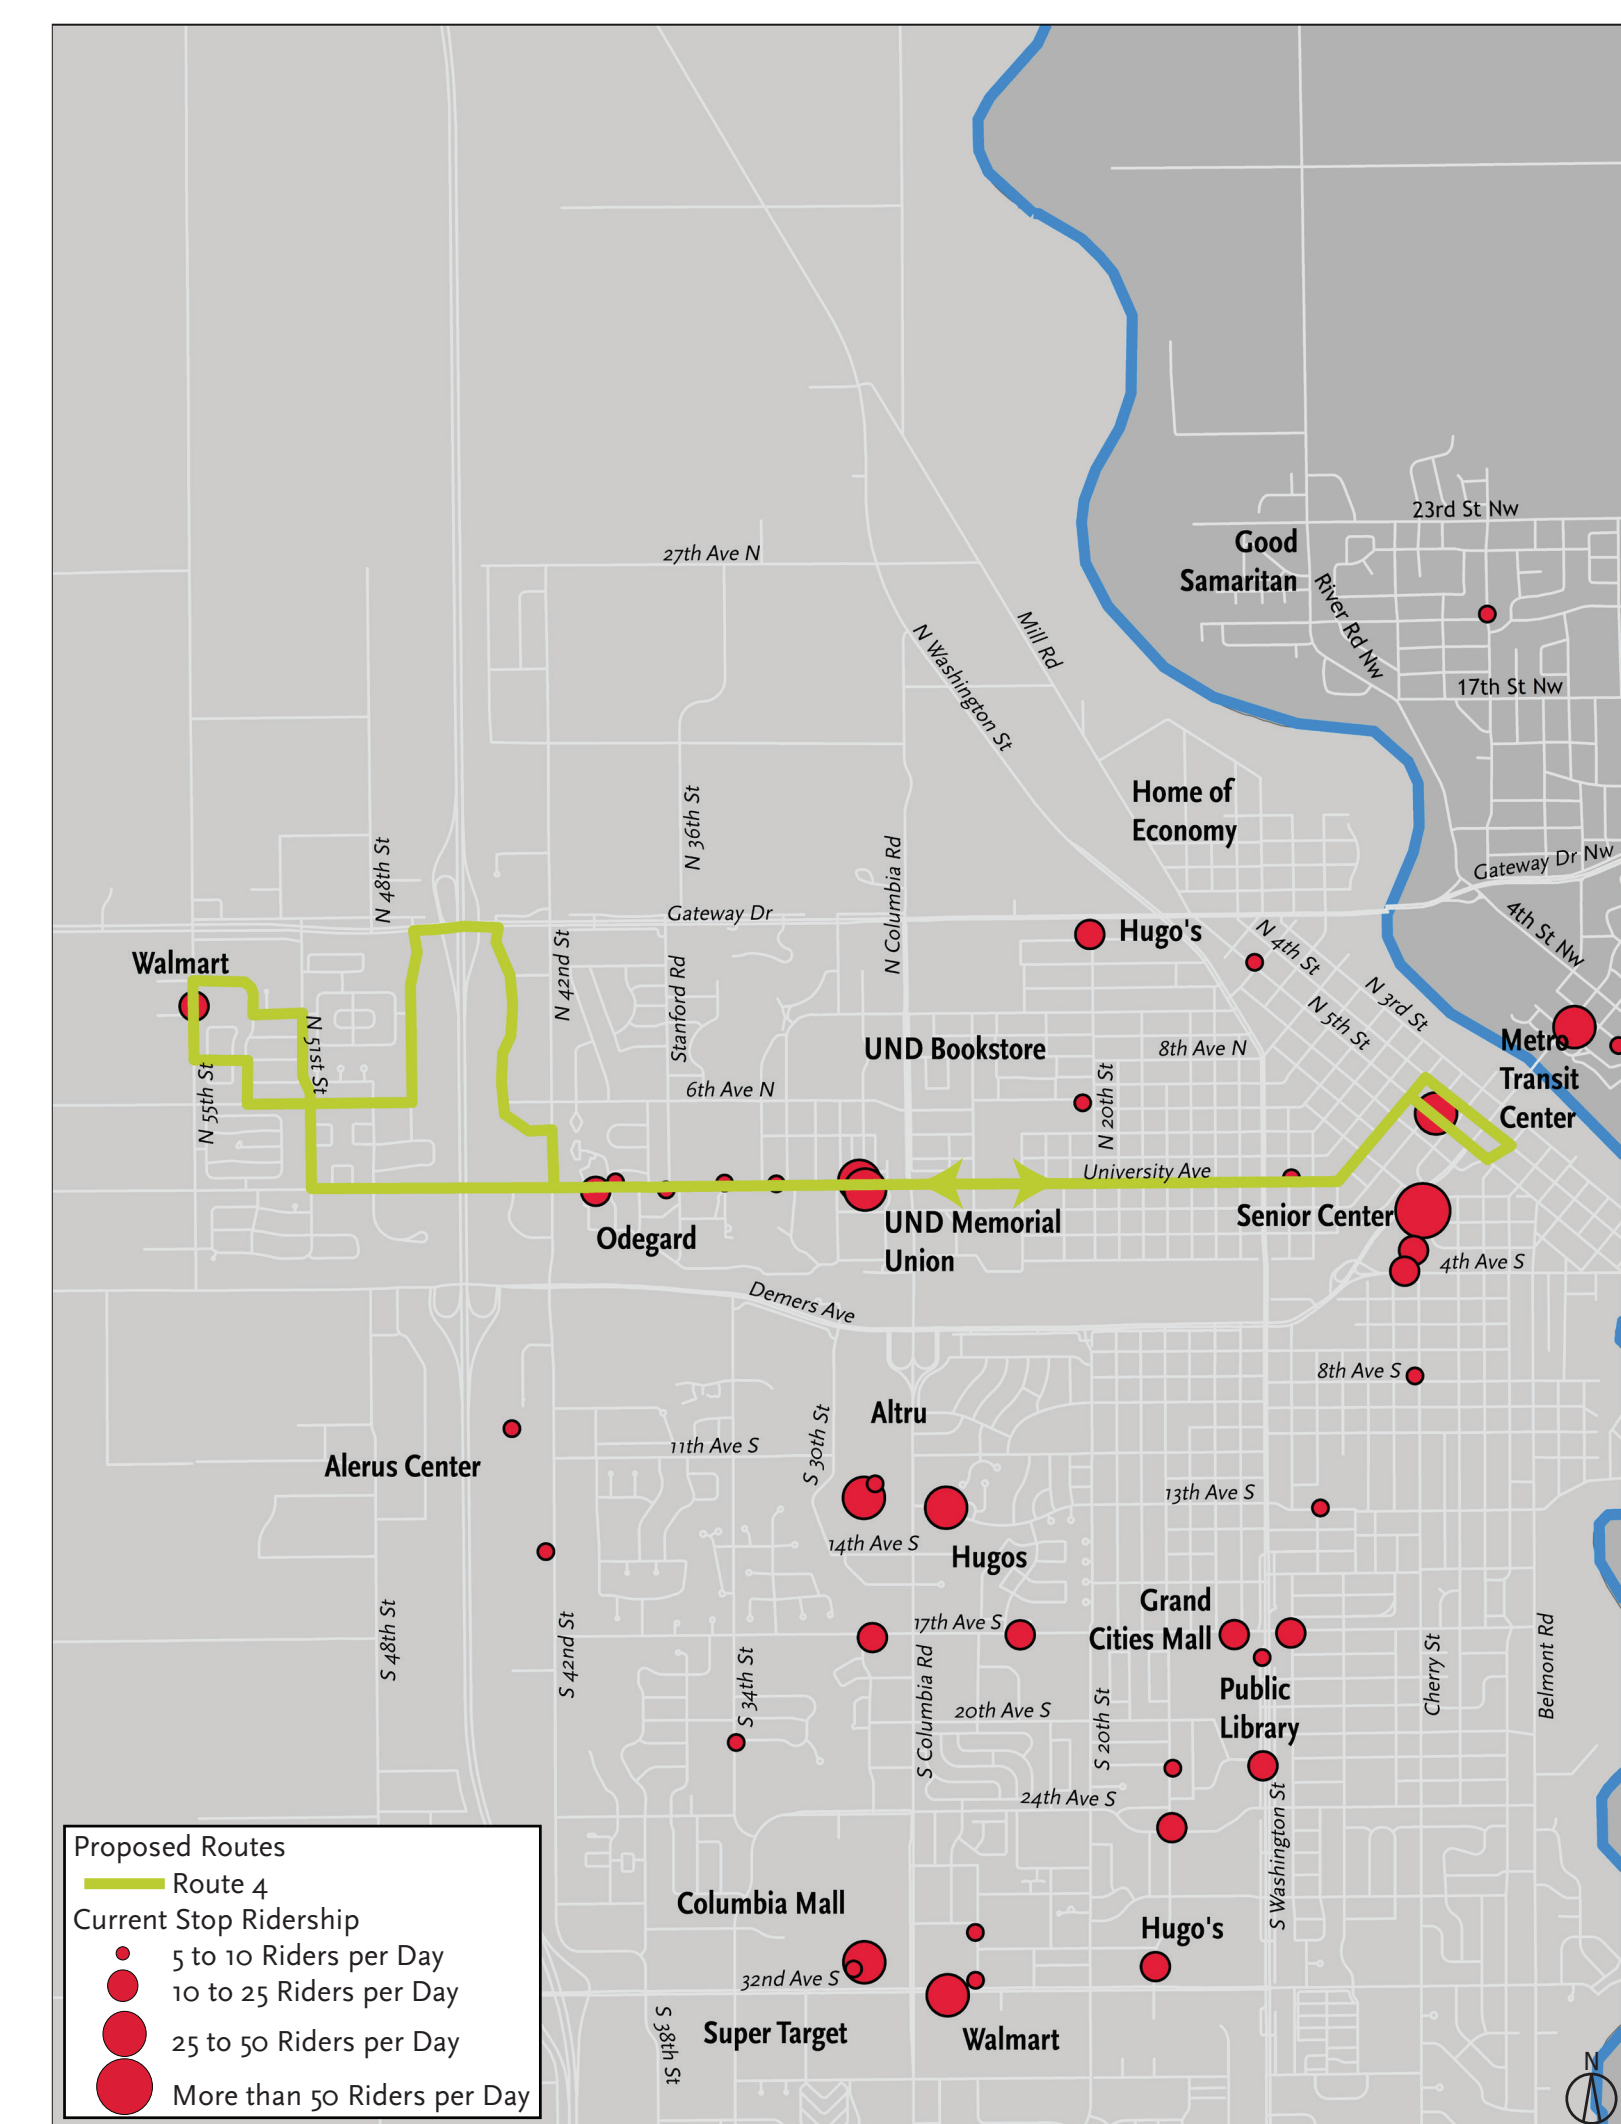 23rd St Nw
Good
Samaritan
27th Ave N
River Rd Nw
Mill Rd
N Washington St
17th St Nw
Home of
Economy
N 36th St
N 48th St
N Columbia Rd
Gateway Dr Nw
Gateway Dr
Hugo's
4th St Nw
N 4th St
Walmart
N 42nd St
Stanford Rd
N 3rd St
N 5th St
N 51st St
UND Bookstore
8th Ave N
Metro
Transit
Center
N 55th St
6th Ave N
N 20th St
University Ave
UND Memorial
Union
Senior Center
Odegard
4th Ave S
Demers Ave
8th Ave S
Altru
S 30th St
11th Ave S
Alerus Center
13th Ave S
14th Ave S
Hugos
Grand
Cities Mall
17th Ave S
S 48th St
S 42nd St
S 34th St
S Columbia Rd
Cherry St
Belmont Rd
Public
Library
20th Ave S
S 20th St
24th Ave S
S Washington St
Columbia Mall
Hugo's
32nd Ave S
Super Target
Walmart
S 38th St
Proposed Routes
Route 4
Current Stop Ridership
5 to 10 Riders per Day
10 to 25 Riders per Day
25 to 50 Riders per Day
More than 50 Riders per Day
N